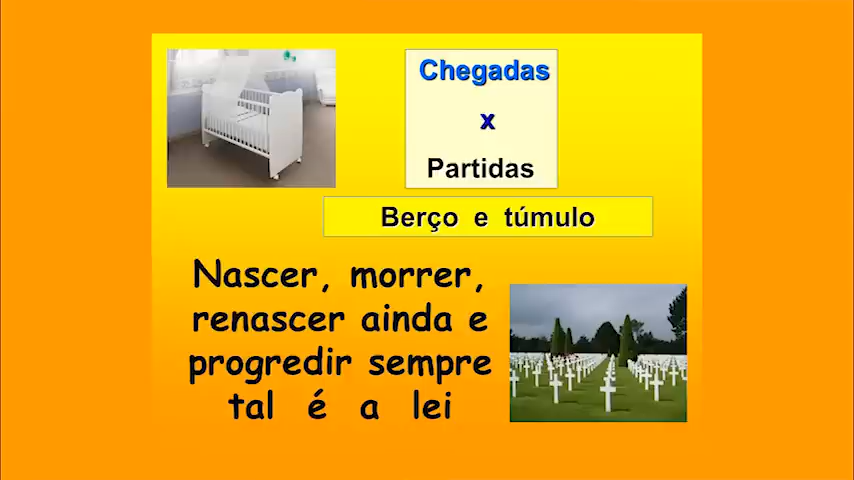 Chegadas
x
Partidas
Berço e túmulo
Nascer, morrer,
renascer ainda e
progredir sempre
tal é a lei